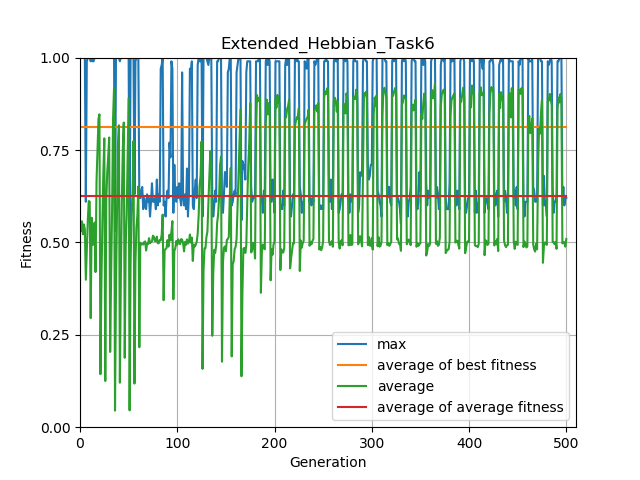 Extended_Hebbian_Task6
1.00
0.75
0.50
0.25
0.00
Fitness
0
100
200
300
400
500
Generation
max
average of best fitness
average
average of average fitness